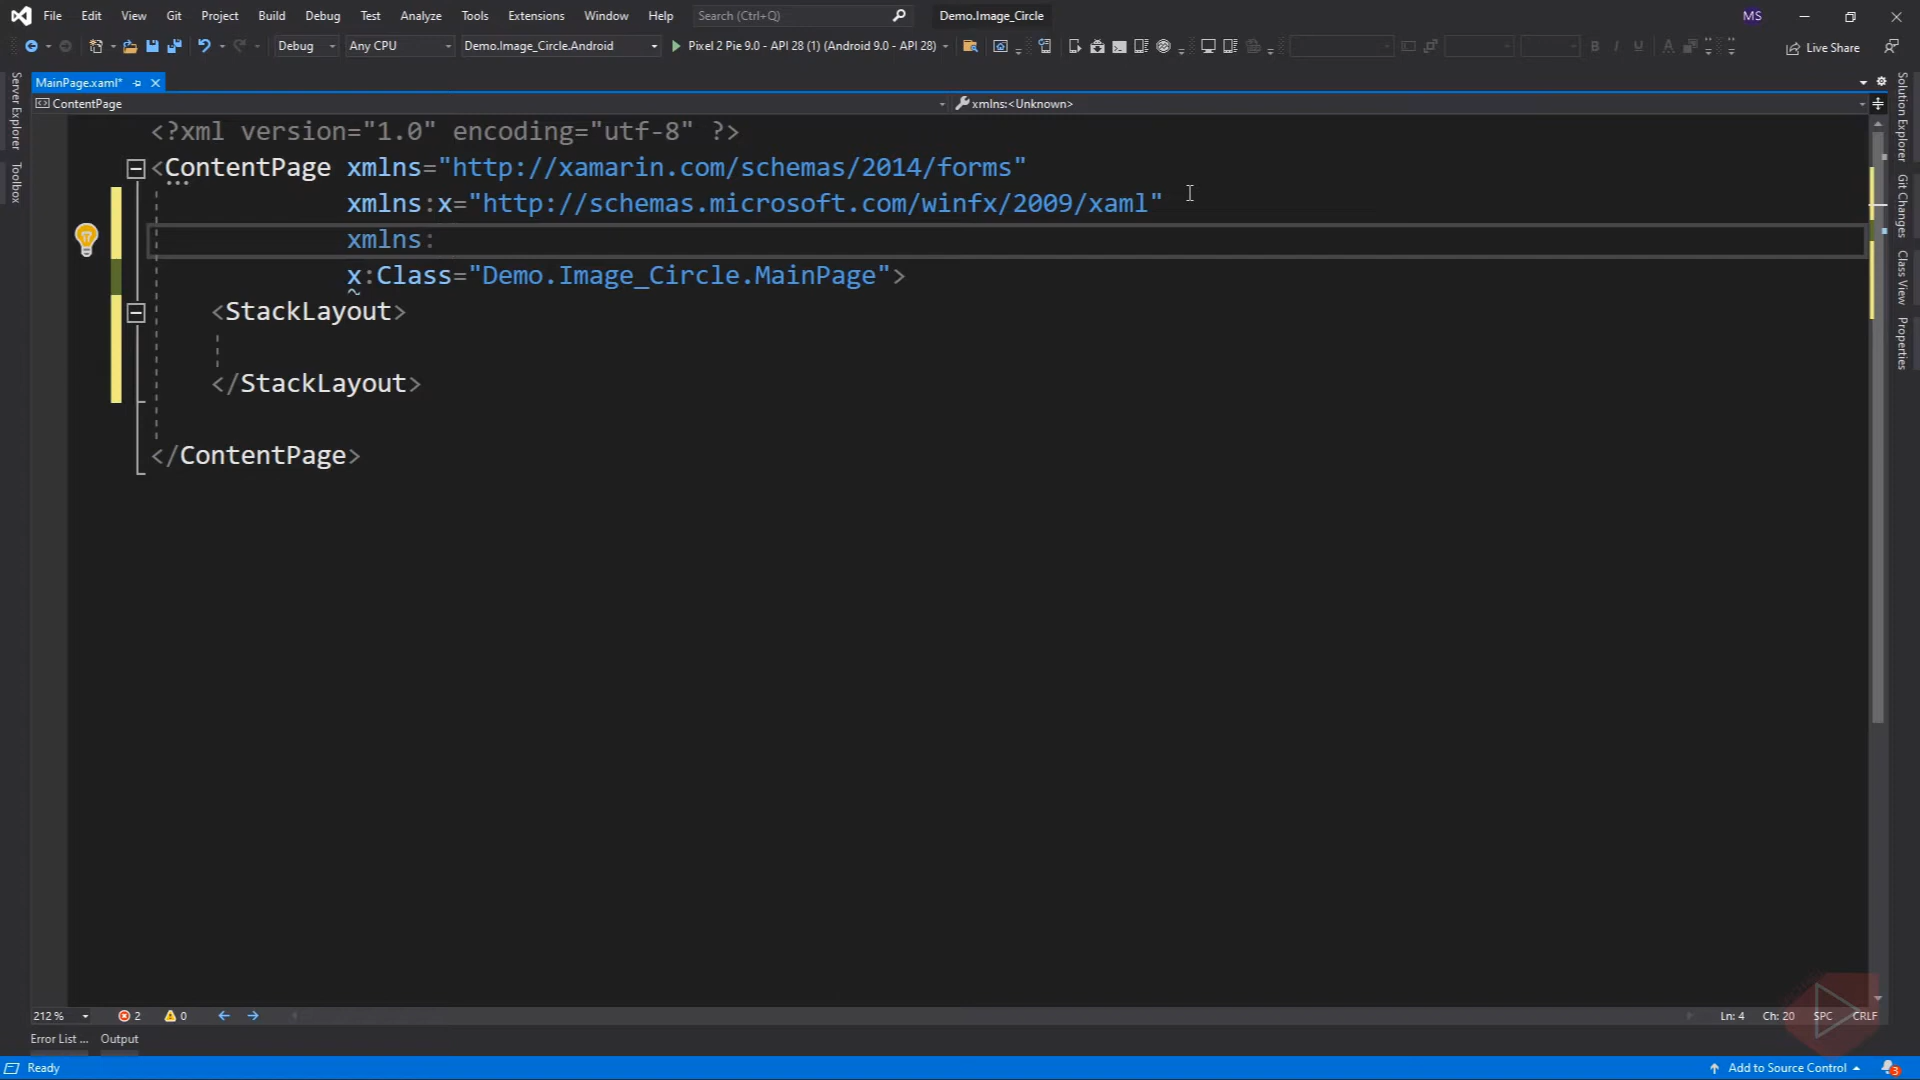 File Edit View Git Project Build Debug Test Analyze Tools Extensions Window Help Search (Ctrl+Q) Demo.Image_Circle MS
Debug Any CPU Demo.Image_Circle.Android Pixel 2 Pie 9.0 - API 28 (1) (Android 9.0 - API 28) B I U A Live Share
MainPage.xaml*
ContentPage xmlns:<Unknown>
Server Explorer
Toolbox
<?xml version="1.0" encoding="utf-8" ?>
<ContentPage xmlns="http://xamarin.com/schemas/2014/forms"
xmlns:x="http://schemas.microsoft.com/winfx/2009/xaml"
xmlns:
x:Class="Demo.Image_Circle.MainPage">
<StackLayout>
</StackLayout>
</ContentPage>
Solution Explorer
Git Changes
Class View
Properties
212 % 2 0 Ln: 4 Ch: 20 SPC CRLF
Error List ... Output
Ready Add to Source Control 3